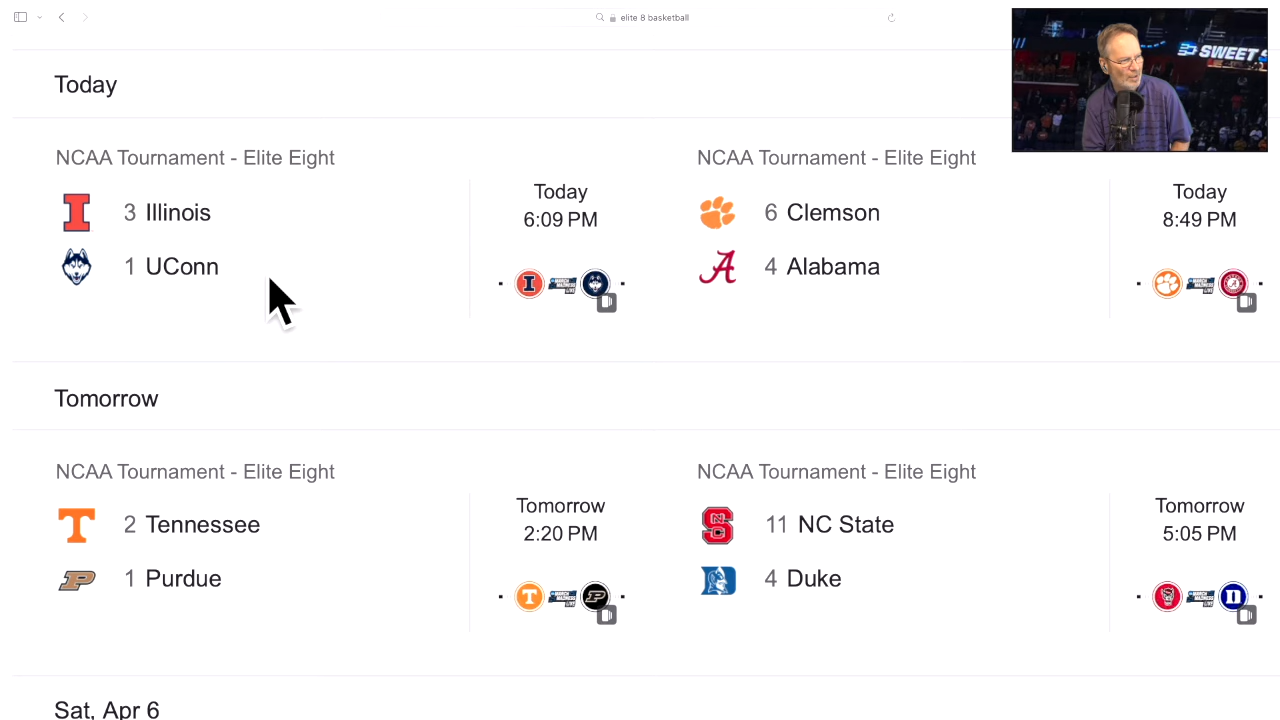 elite 8 basketball
SWEET S
Today
NCAA Tournament - Elite Eight
3 Illinois
1 UConn
Today
6:09 PM
NCAA Tournament - Elite Eight
6 Clemson
4 Alabama
Today
8:49 PM
Tomorrow
NCAA Tournament - Elite Eight
2 Tennessee
1 Purdue
Tomorrow
2:20 PM
NCAA Tournament - Elite Eight
11 NC State
4 Duke
Tomorrow
5:05 PM
Sat, Apr 6